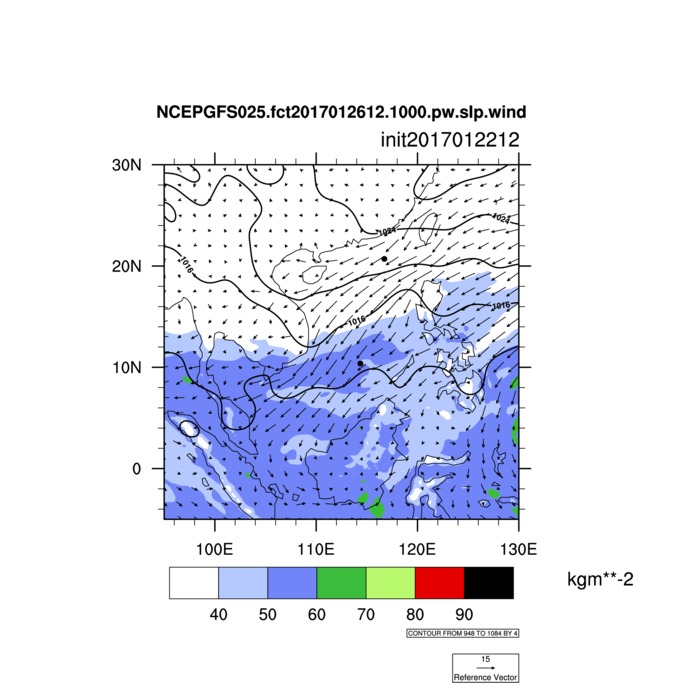 NCEPGFS025.fct2017012612.1000.pw.slp.wind
init2017012212
30N
20N
10N
0
1024
1024
1016
1016
1016
100E 110E 120E 130E
40 50 60 70 80 90
kgm**-2
CONTOUR FROM 948 TO 1084 BY 4
15
Reference Vector